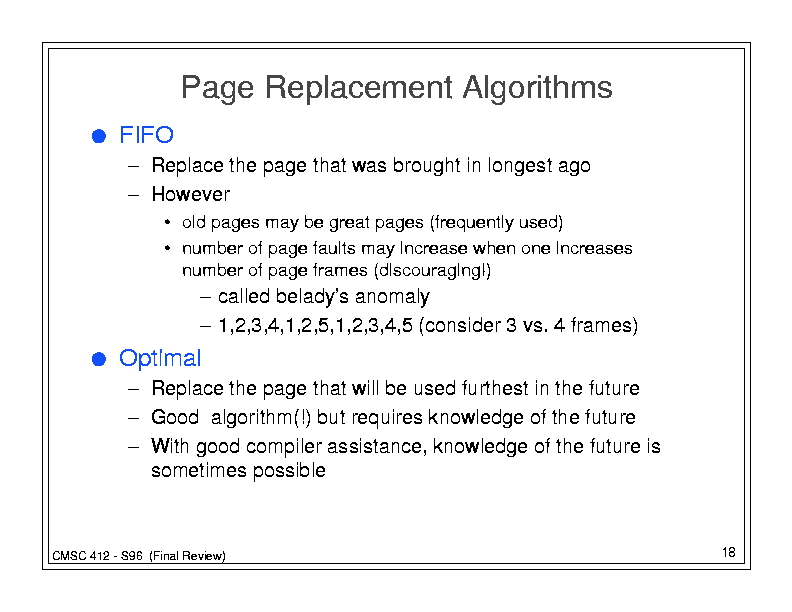 Page Replacement Algorithms
● FIFO
– Replace the page that was brought in longest ago
– However
• old pages may be great pages (frequently used)
• number of page faults may increase when one increases
number of page frames (discouraging!)
– called belady's anomaly
– 1,2,3,4,1,2,5,1,2,3,4,5 (consider 3 vs. 4 frames)
● Optimal
– Replace the page that will be used furthest in the future
– Good  algorithm(!) but requires knowledge of the future
– With good compiler assistance, knowledge of the future is
sometimes possible
CMSC 412 - S96  (Final Review)
18